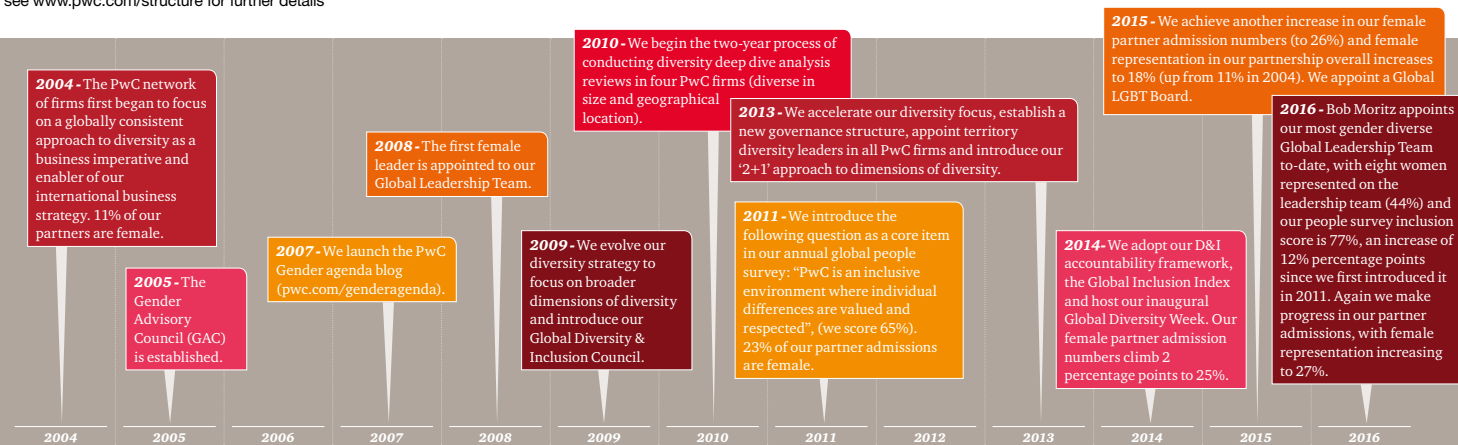 see www.pwc.com/structure for further details
2004 - The PwC network
of firms first began to focus
on a globally consistent
approach to diversity as a
business imperative and
enabler of our
international business
strategy. 11% of our
partners are female.
2005 - The
Gender
Advisory
Council (GAC)
is established.
2007 - We launch the PwC
Gender agenda blog
(pwc.com/genderagenda).
2008 - The first female
leader is appointed to our
Global Leadership Team.
2009 - We evolve our
diversity strategy to
focus on broader
dimensions of diversity
and introduce our
Global Diversity &
Inclusion Council.
2010 - We begin the two-year process of
conducting diversity deep dive analysis
reviews in four PwC firms (diverse in
size and geographical
location).
2011 - We introduce the
following question as a core item
in our annual global people
survey: “PwC is an inclusive
environment where individual
differences are valued and
respected”, (we score 65%).
23% of our partner admissions
are female.
2013 - We accelerate our diversity focus, establish a
new governance structure, appoint territory
diversity leaders in all PwC firms and introduce our
‘2+1’ approach to dimensions of diversity.
2014- We adopt our D&I
accountability framework,
the Global Inclusion Index
and host our inaugural
Global Diversity Week. Our
female partner admission
numbers climb 2
percentage points to 25%.
2015 - We achieve another increase in our female
partner admission numbers (to 26%) and female
representation in our partnership overall increases
to 18% (up from 11% in 2004). We appoint a Global
LGBT Board.
2016 - Bob Moritz appoints
our most gender diverse
Global Leadership Team
to-date, with eight women
represented on the
leadership team (44%) and
our people survey inclusion
score is 77%, an increase of
12% percentage points
since we first introduced it
in 2011. Again we make
progress in our partner
admissions, with female
representation increasing
to 27%.
2004
2005
2006
2007
2008
2009
2010
2011
2012
2013
2014
2015
2016